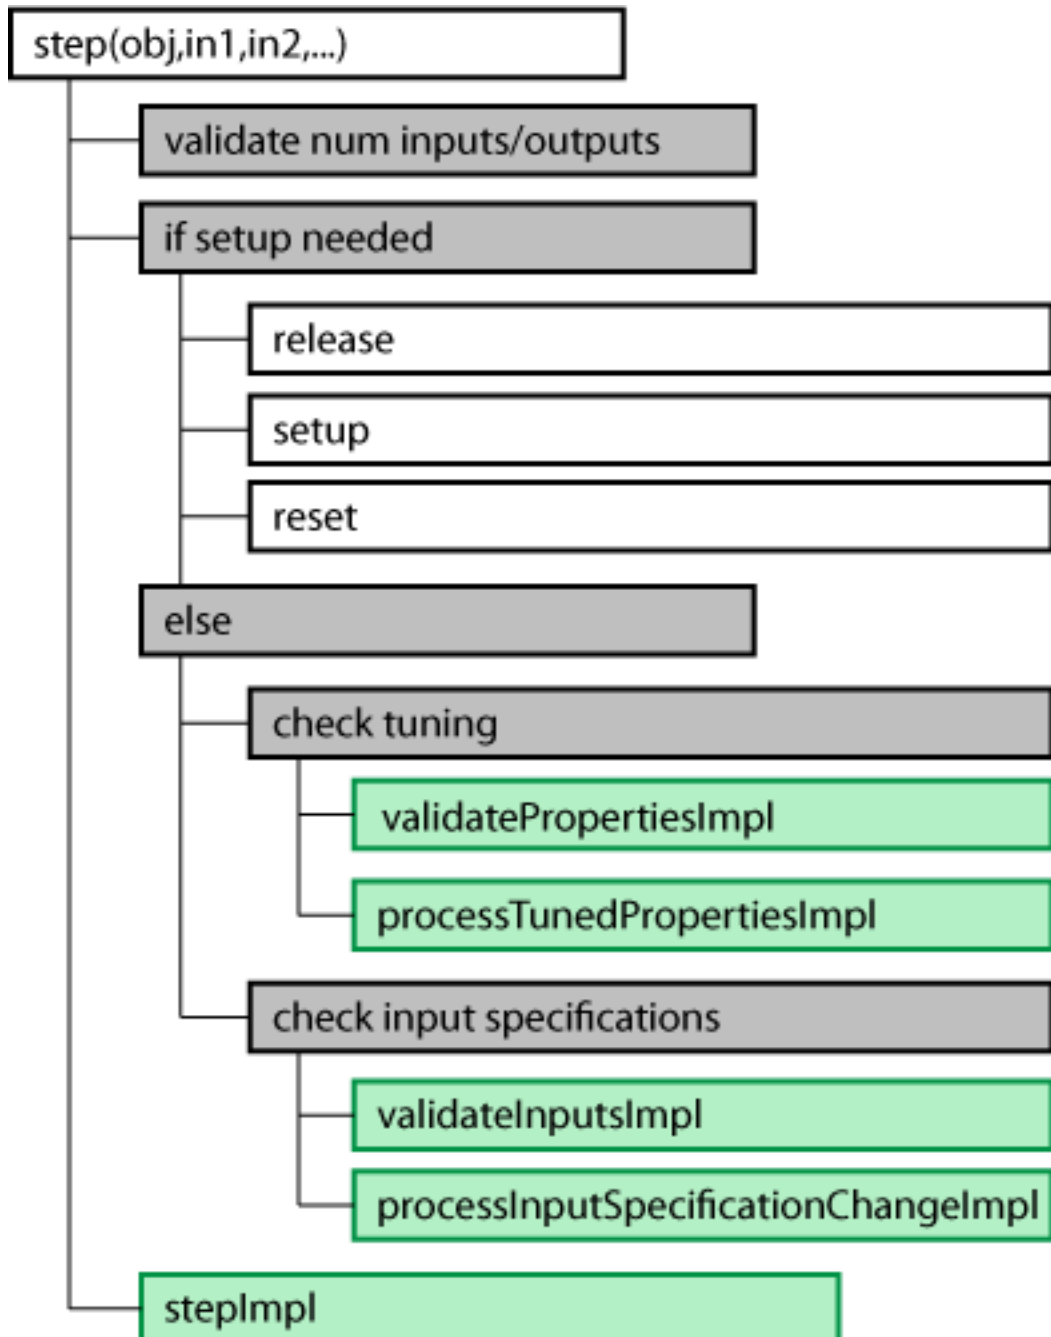 step(obj,in1,in2,...)
validate num inputs/outputs
if setup needed
release
setup
reset
else
check tuning
validatePropertiesImpl
processTunedPropertiesImpl
check input specifications
validateInputsImpl
processInputSpecificationChangeImpl
stepImpl